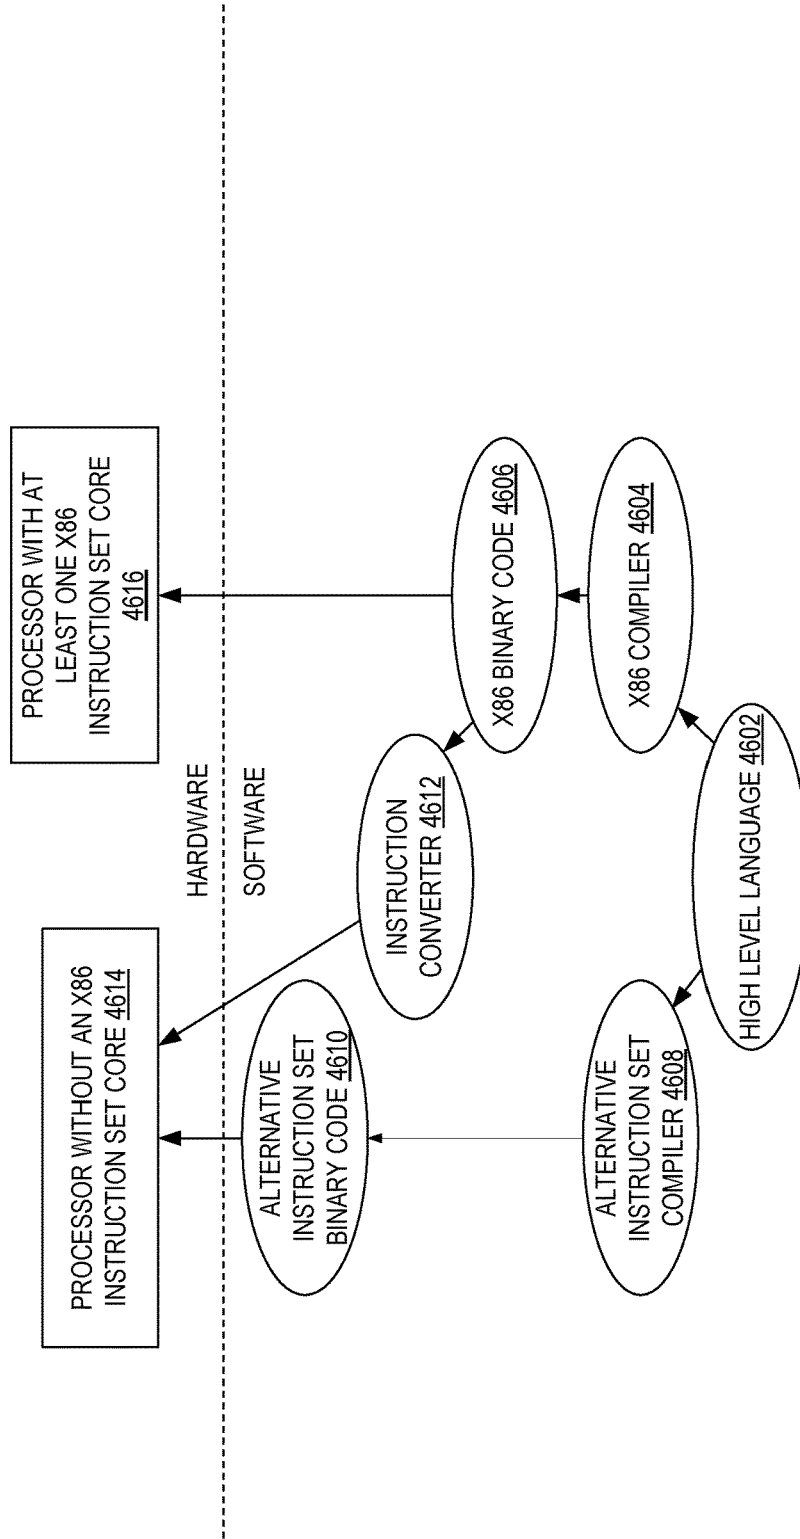 PROCESSOR WITHOUT AN X86
INSTRUCTION SET CORE 4614
PROCESSOR WITH AT
LEAST ONE X86
INSTRUCTION SET CORE
4616
HARDWARE
SOFTWARE
ALTERNATIVE
INSTRUCTION SET
BINARY CODE 4610
INSTRUCTION
CONVERTER 4612
X86 BINARY CODE 4606
ALTERNATIVE
INSTRUCTION SET
COMPILER 4608
X86 COMPILER 4604
HIGH LEVEL LANGUAGE 4602